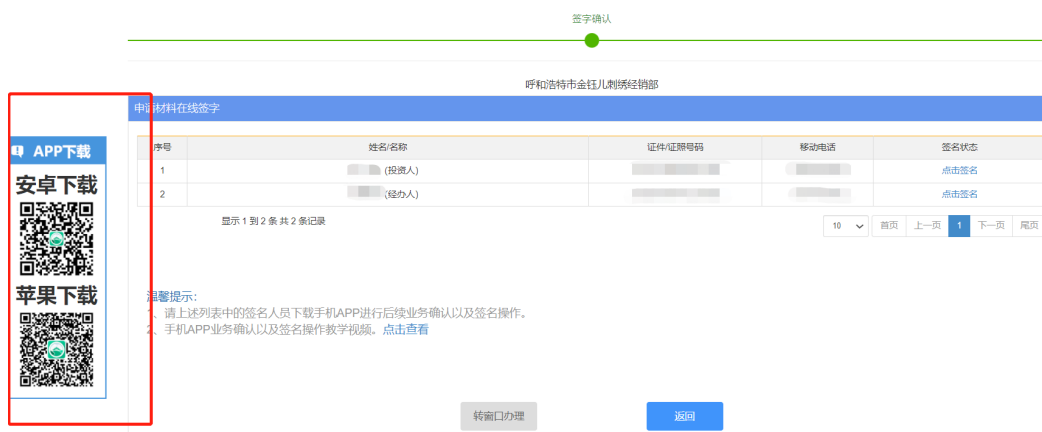 签字确认
呼和浩特市金钰儿刺绣经销部
申请材料在线签字
APP下载
安卓下载
苹果下载
序号 姓名/名称 证件/证照号码 移动电话 签名状态
1 (投资人) 点击签名
2 (经办人) 点击签名
显示 1 到 2 条 共 2 条记录
10 首页 上一页 1 下一页 尾页
温馨提示:
1、请上述列表中的签名人员下载手机APP进行后续业务确认以及签名操作。
2、手机APP业务确认以及签名操作教学视频。点击查看
转窗口办理 返回